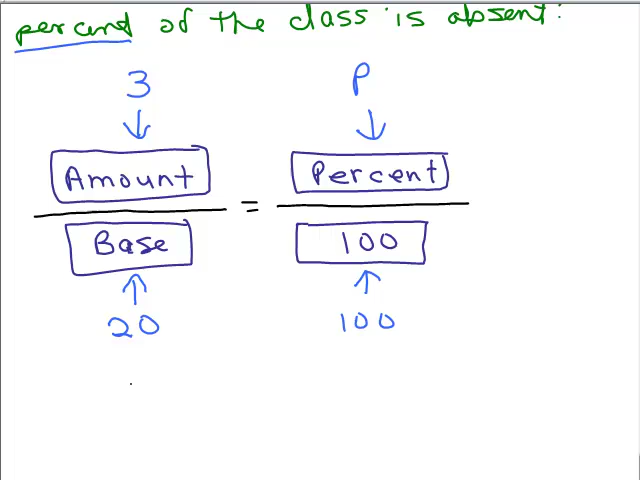 percent of the class is absent?
3 P
Amount Percent
=
Base 100
20 100